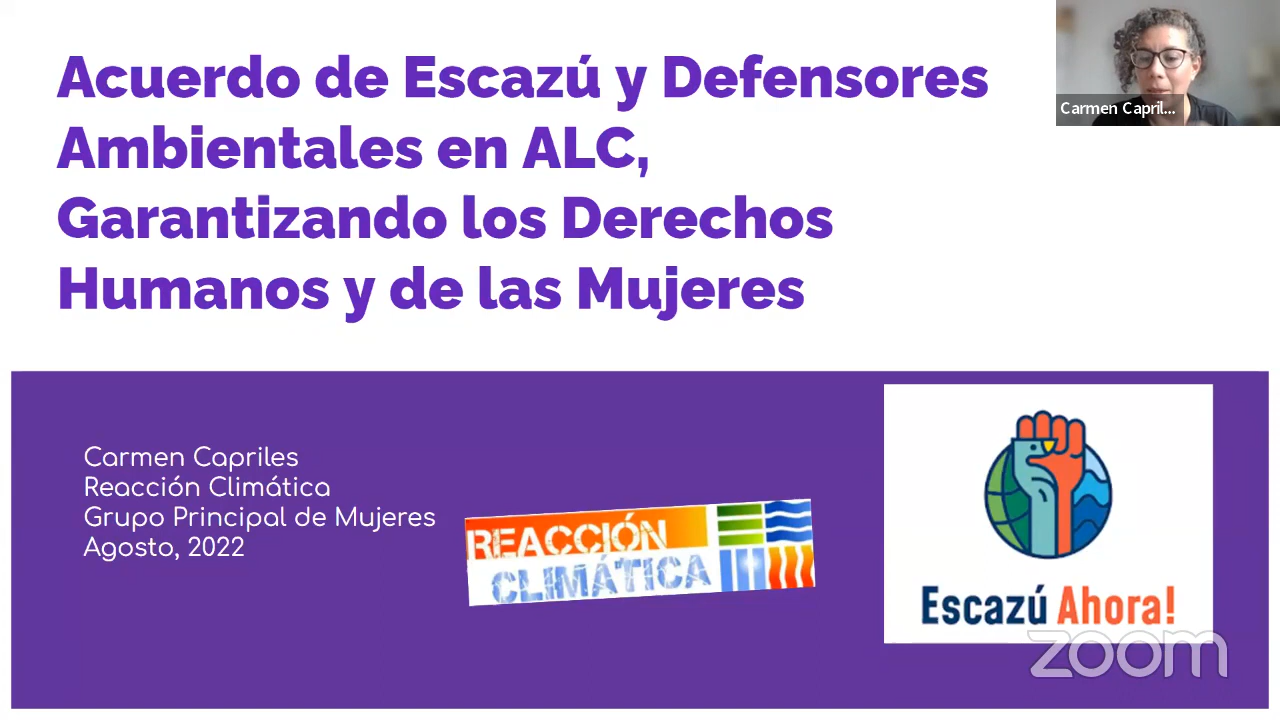 Acuerdo de Escazú y Defensores
Ambientales en ALC,
Garantizando los Derechos
Humanos y de las Mujeres
Carmen Capril...
Carmen Capriles
Reacción Climática
Grupo Principal de Mujeres
Agosto, 2022
REACCIÓN
CLIMÁTICA
Escazú Ahora!
zoom